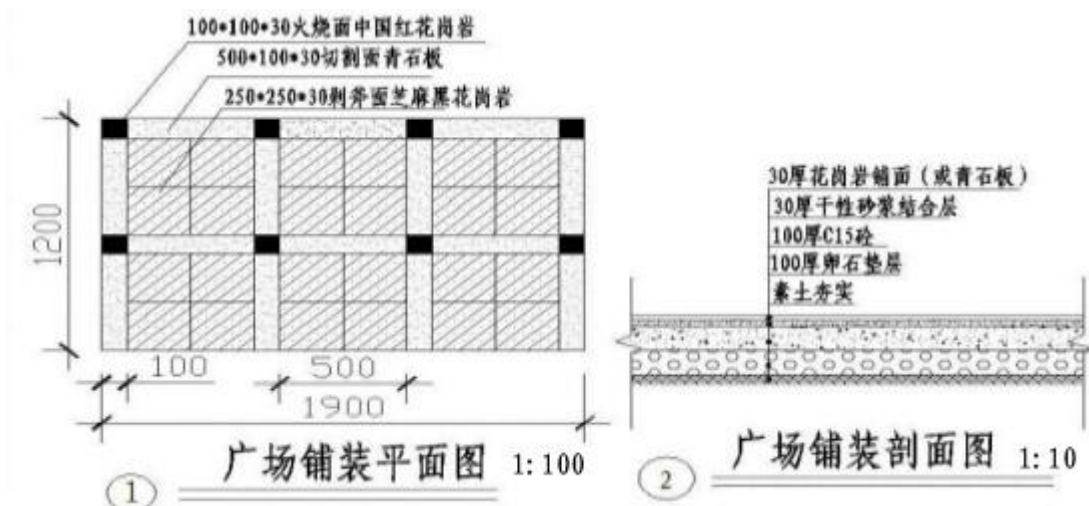 100*100*30火烧面中国红花岗岩
500*100*30切割面青石板
250*250*30剁斧面芝麻黑花岗岩
1200
100
500
1900
广场铺装平面图 1:100
1
30厚花岗岩铺面(或青石板)
30厚干性砂浆结合层
100厚C15砼
100厚卵石垫层
素土夯实
广场铺装剖面图 1:10
2